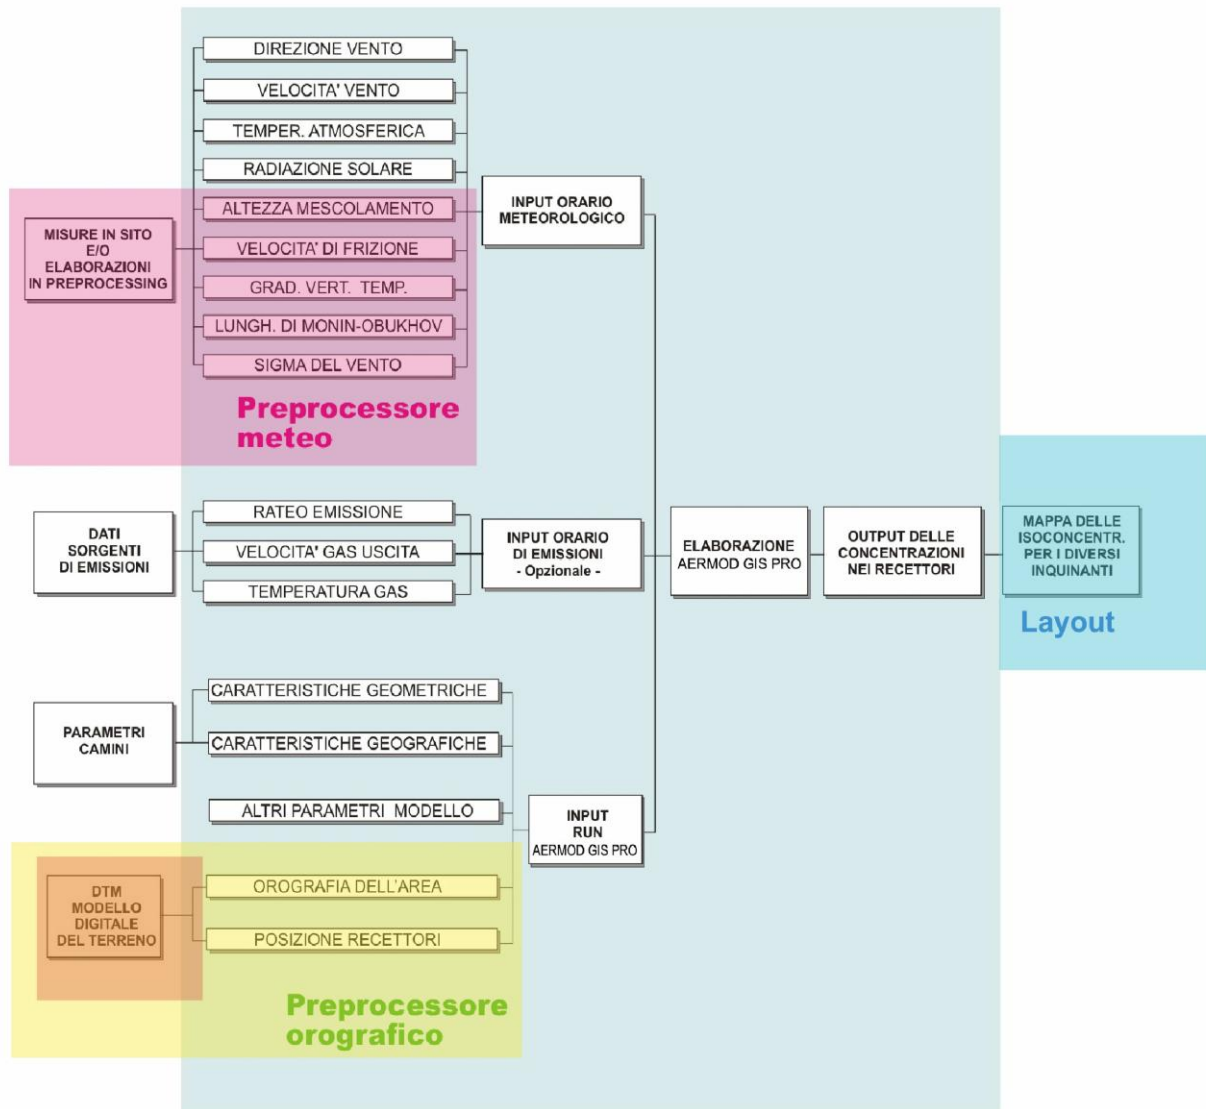 DIREZIONE VENTO
VELOCITA' VENTO
TEMPER. ATMOSFERICA
RADIAZIONE SOLARE
ALTEZZA MESCOLAMENTO
VELOCITA' DI FRIZIONE
GRAD. VERT. TEMP.
LUNGH. DI MONIN-OBUKHOV
SIGMA DEL VENTO
MISURE IN SITO
E/O
ELABORAZIONI
IN PREPROCESSING
INPUT ORARIO
METEOROLOGICO
Preprocessore
meteo
DATI
SORGENTI
DI EMISSIONI
RATEO EMISSIONE
VELOCITA' GAS USCITA
TEMPERATURA GAS
INPUT ORARIO
DI EMISSIONI
- Opzionale -
ELABORAZIONE
AERMOD GIS PRO
OUTPUT DELLE
CONCENTRAZIONI
NEI RECETTORI
MAPPA DELLE
ISOCONCENTR.
PER I DIVERSI
INQUINANTI
Layout
PARAMETRI
CAMINI
CARATTERISTICHE GEOMETRICHE
CARATTERISTICHE GEOGRAFICHE
ALTRI PARAMETRI MODELLO
INPUT
RUN
AERMOD GIS PRO
DTM
MODELLO
DIGITALE
DEL TERRENO
OROGRAFIA DELL'AREA
POSIZIONE RECETTORI
Preprocessore
orografico